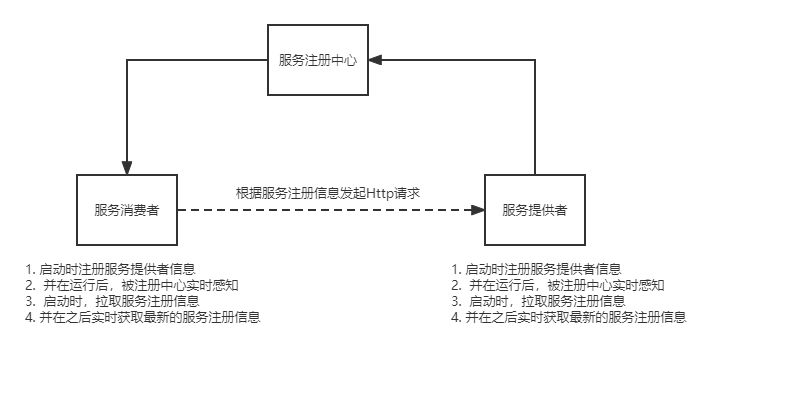 服务注册中心
服务消费者
根据服务注册信息发起Http请求
服务提供者
1. 启动时注册服务提供者信息
2. 并在运行后，被注册中心实时感知
3. 启动时，拉取服务注册信息
4. 并在之后实时获取最新的服务注册信息
1. 启动时注册服务提供者信息
2. 并在运行后，被注册中心实时感知
3. 启动时，拉取服务注册信息
4. 并在之后实时获取最新的服务注册信息